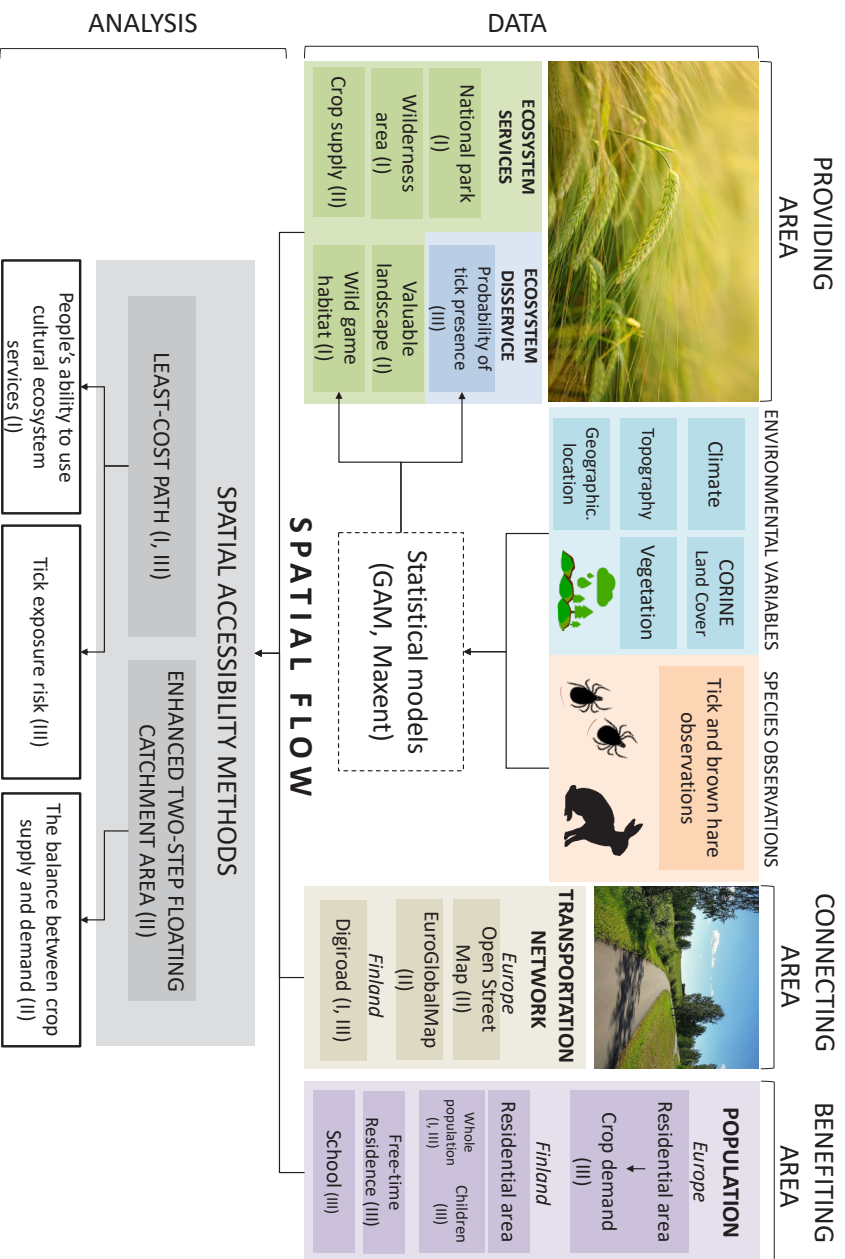 PROVIDING
AREA
CONNECTING
AREA
BENEFITING
AREA
DATA
ANALYSIS
ECOSYSTEM
SERVICES
National park
(I)
Wilderness
area (I)
Crop supply (II)
ECOSYSTEM
DISSERVICE
Probability of
tick presence
(III)
Valuable
landscape (I)
Wild game
habitat (I)
ENVIRONMENTAL VARIABLES
Climate
CORINE
Land Cover
Topography
Vegetation
Geographic.
location
SPECIES OBSERVATIONS
Tick and brown hare
observations
Statistical models
(GAM, Maxent)
TRANSPORTATION
NETWORK
Europe
Open Street
Map (II)
EuroGlobalMap
(II)
Finland
Digiroad (I, III)
POPULATION
Europe
Residential area
Crop demand
(III)
Finland
Residential area
Whole
population
(I, III)
Children
(III)
Free-time
Residence (III)
School (III)
SPATIAL FLOW
SPATIAL ACCESSIBILITY METHODS
LEAST-COST PATH (I, III)
ENHANCED TWO-STEP FLOATING
CATCHMENT AREA (II)
People's ability to use
cultural ecosystem
services (I)
Tick exposure risk (III)
The balance between crop
supply and demand (II)